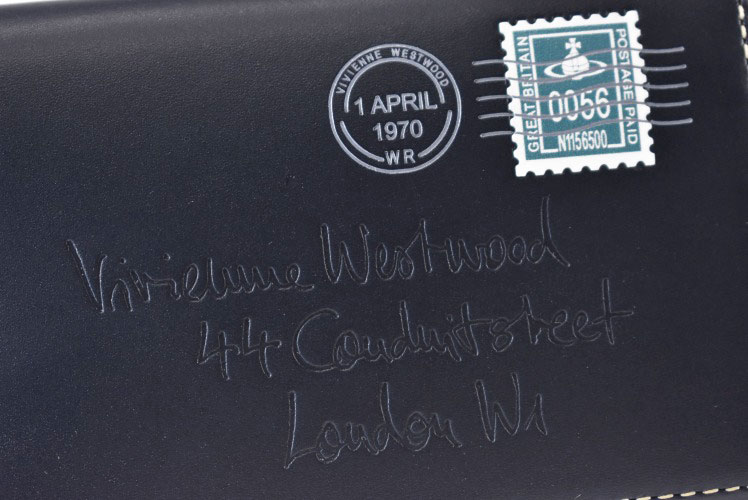 VIVIENNE WESTWOOD
1 APRIL
1970
WR
GREAT BRITAIN
0056
N1156500
POSTAGE PAID
Vivienne Westwood
44 Conduitstreet
London W1